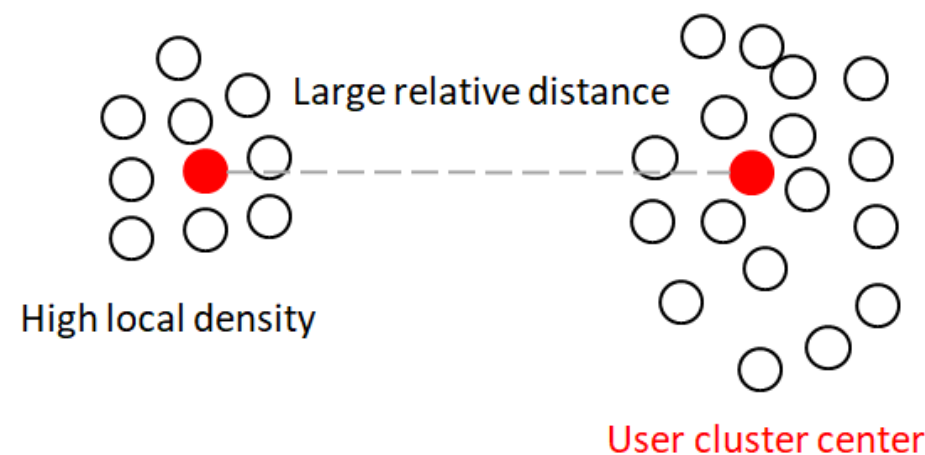 Large relative distance
High local density
User cluster center